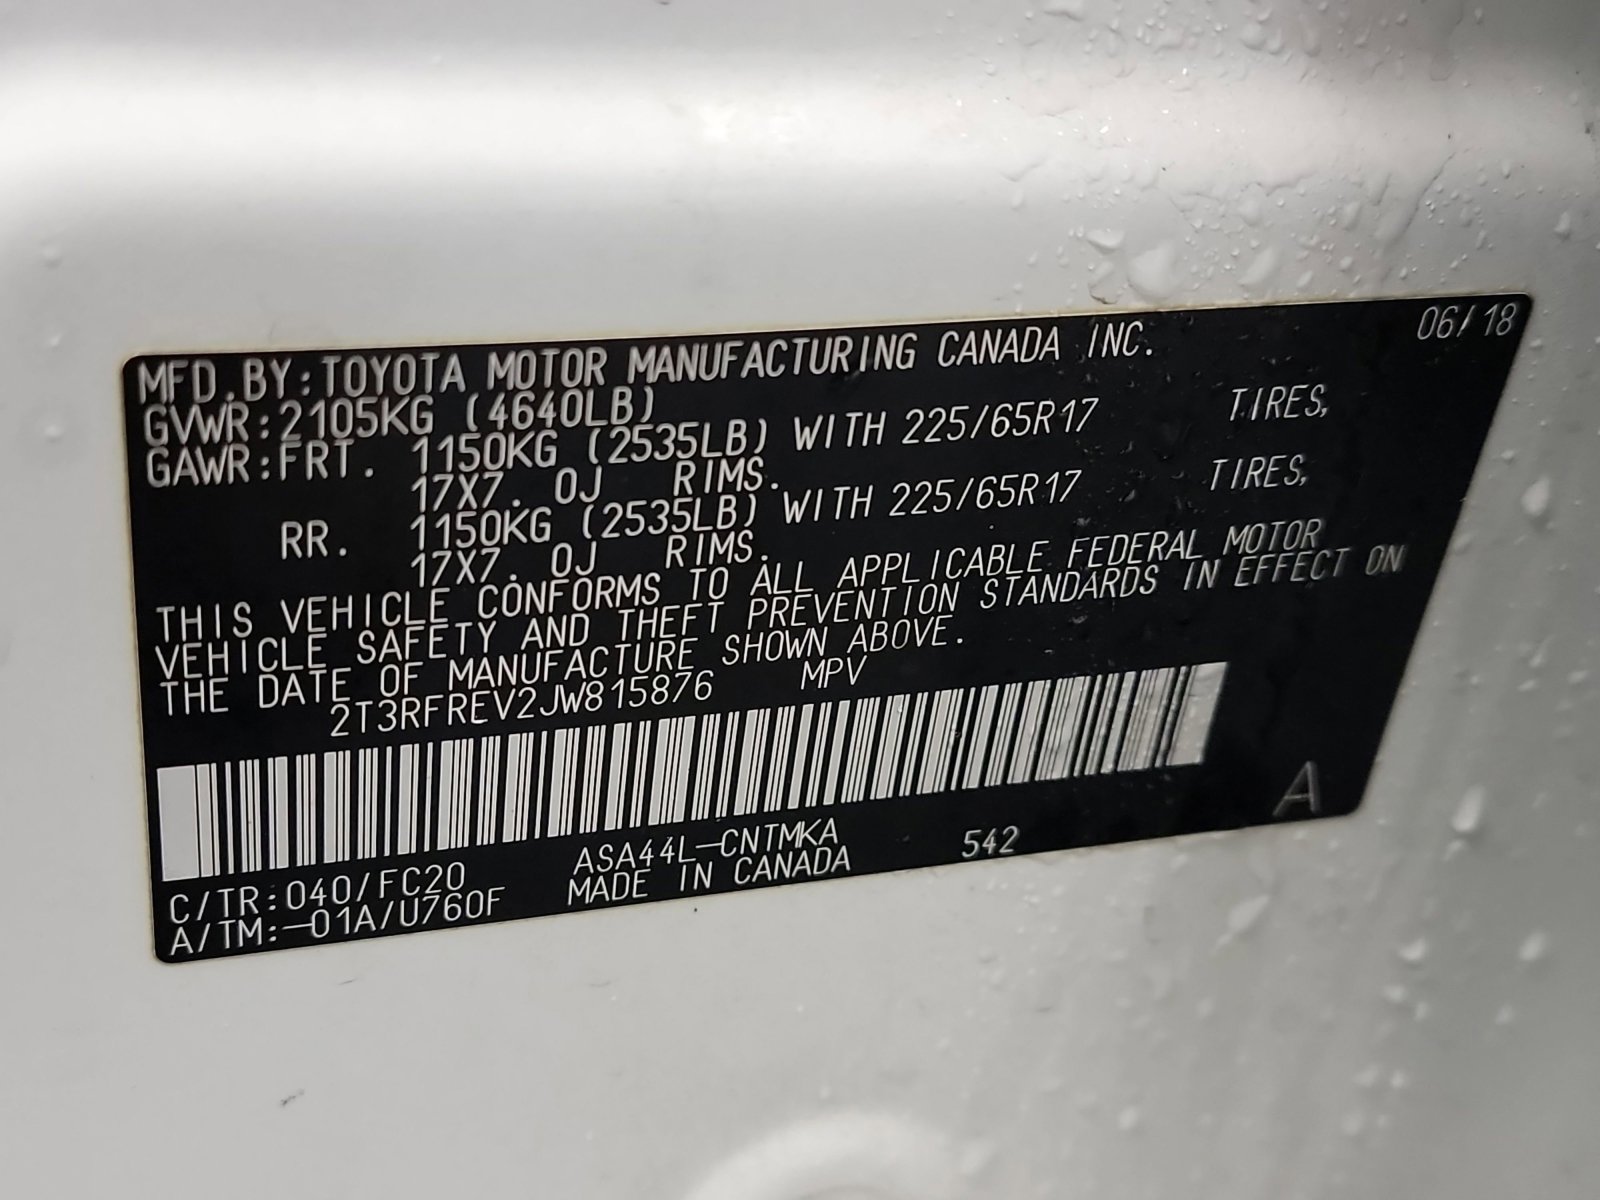 06/18
MFD.BY:TOYOTA MOTOR MANUFACTURING CANADA INC.
GVWR:2105KG (4640LB)
GAWR:FRT. 1150KG (2535LB) WITH 225/65R17 TIRES,
17X7. 0J RIMS.
RR. 1150KG (2535LB) WITH 225/65R17 TIRES,
17X7. 0J RIMS.
THIS VEHICLE CONFORMS TO ALL APPLICABLE FEDERAL MOTOR
VEHICLE SAFETY AND THEFT PREVENTION STANDARDS IN EFFECT ON
THE DATE OF MANUFACTURE SHOWN ABOVE.
2T3RFREV2JW815876 MPV
A
C/TR:040/FC20 ASA44L-CNTMKA 542
A/TM:-01A/U760F MADE IN CANADA